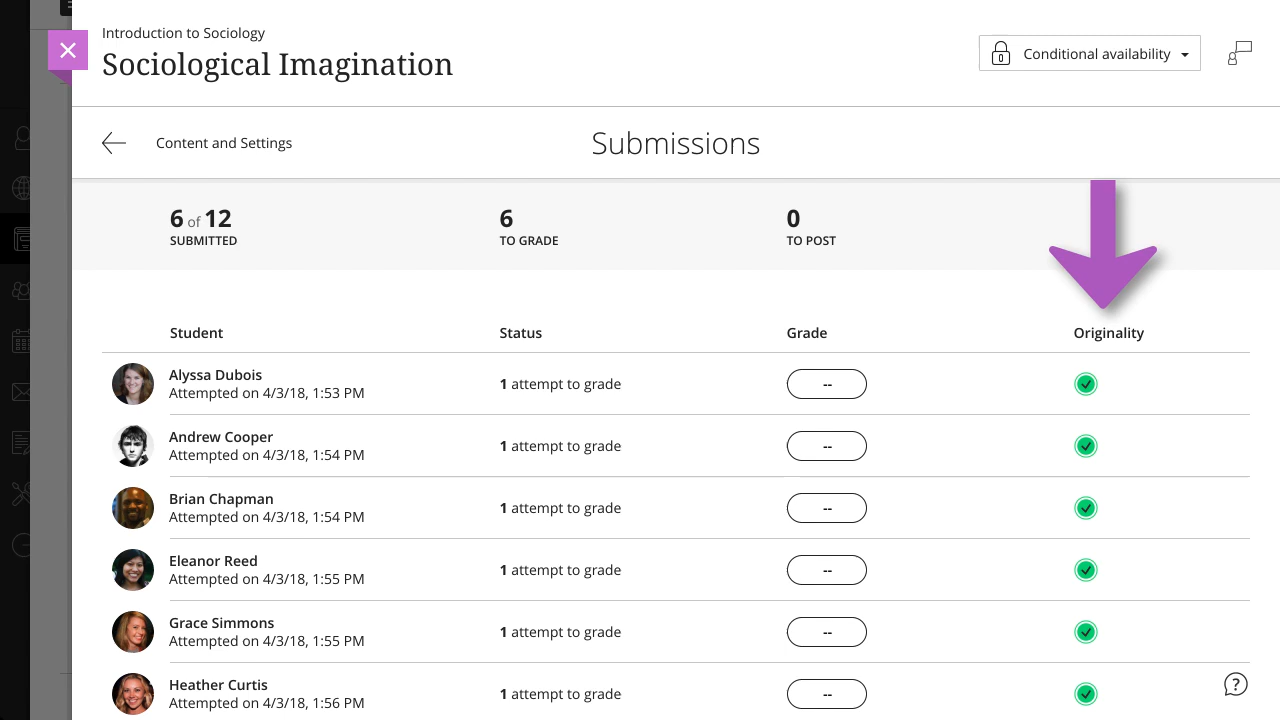 Introduction to Sociology
Sociological Imagination
Conditional availability
Content and Settings
Submissions
6 of 12
SUBMITTED
6
TO GRADE
0
TO POST
Student Status Grade Originality
Alyssa Dubois
Attempted on 4/3/18, 1:53 PM
1 attempt to grade
--
Andrew Cooper
Attempted on 4/3/18, 1:54 PM
1 attempt to grade
--
Brian Chapman
Attempted on 4/3/18, 1:54 PM
1 attempt to grade
--
Eleanor Reed
Attempted on 4/3/18, 1:55 PM
1 attempt to grade
--
Grace Simmons
Attempted on 4/3/18, 1:55 PM
1 attempt to grade
--
Heather Curtis
Attempted on 4/3/18, 1:56 PM
1 attempt to grade
--
?